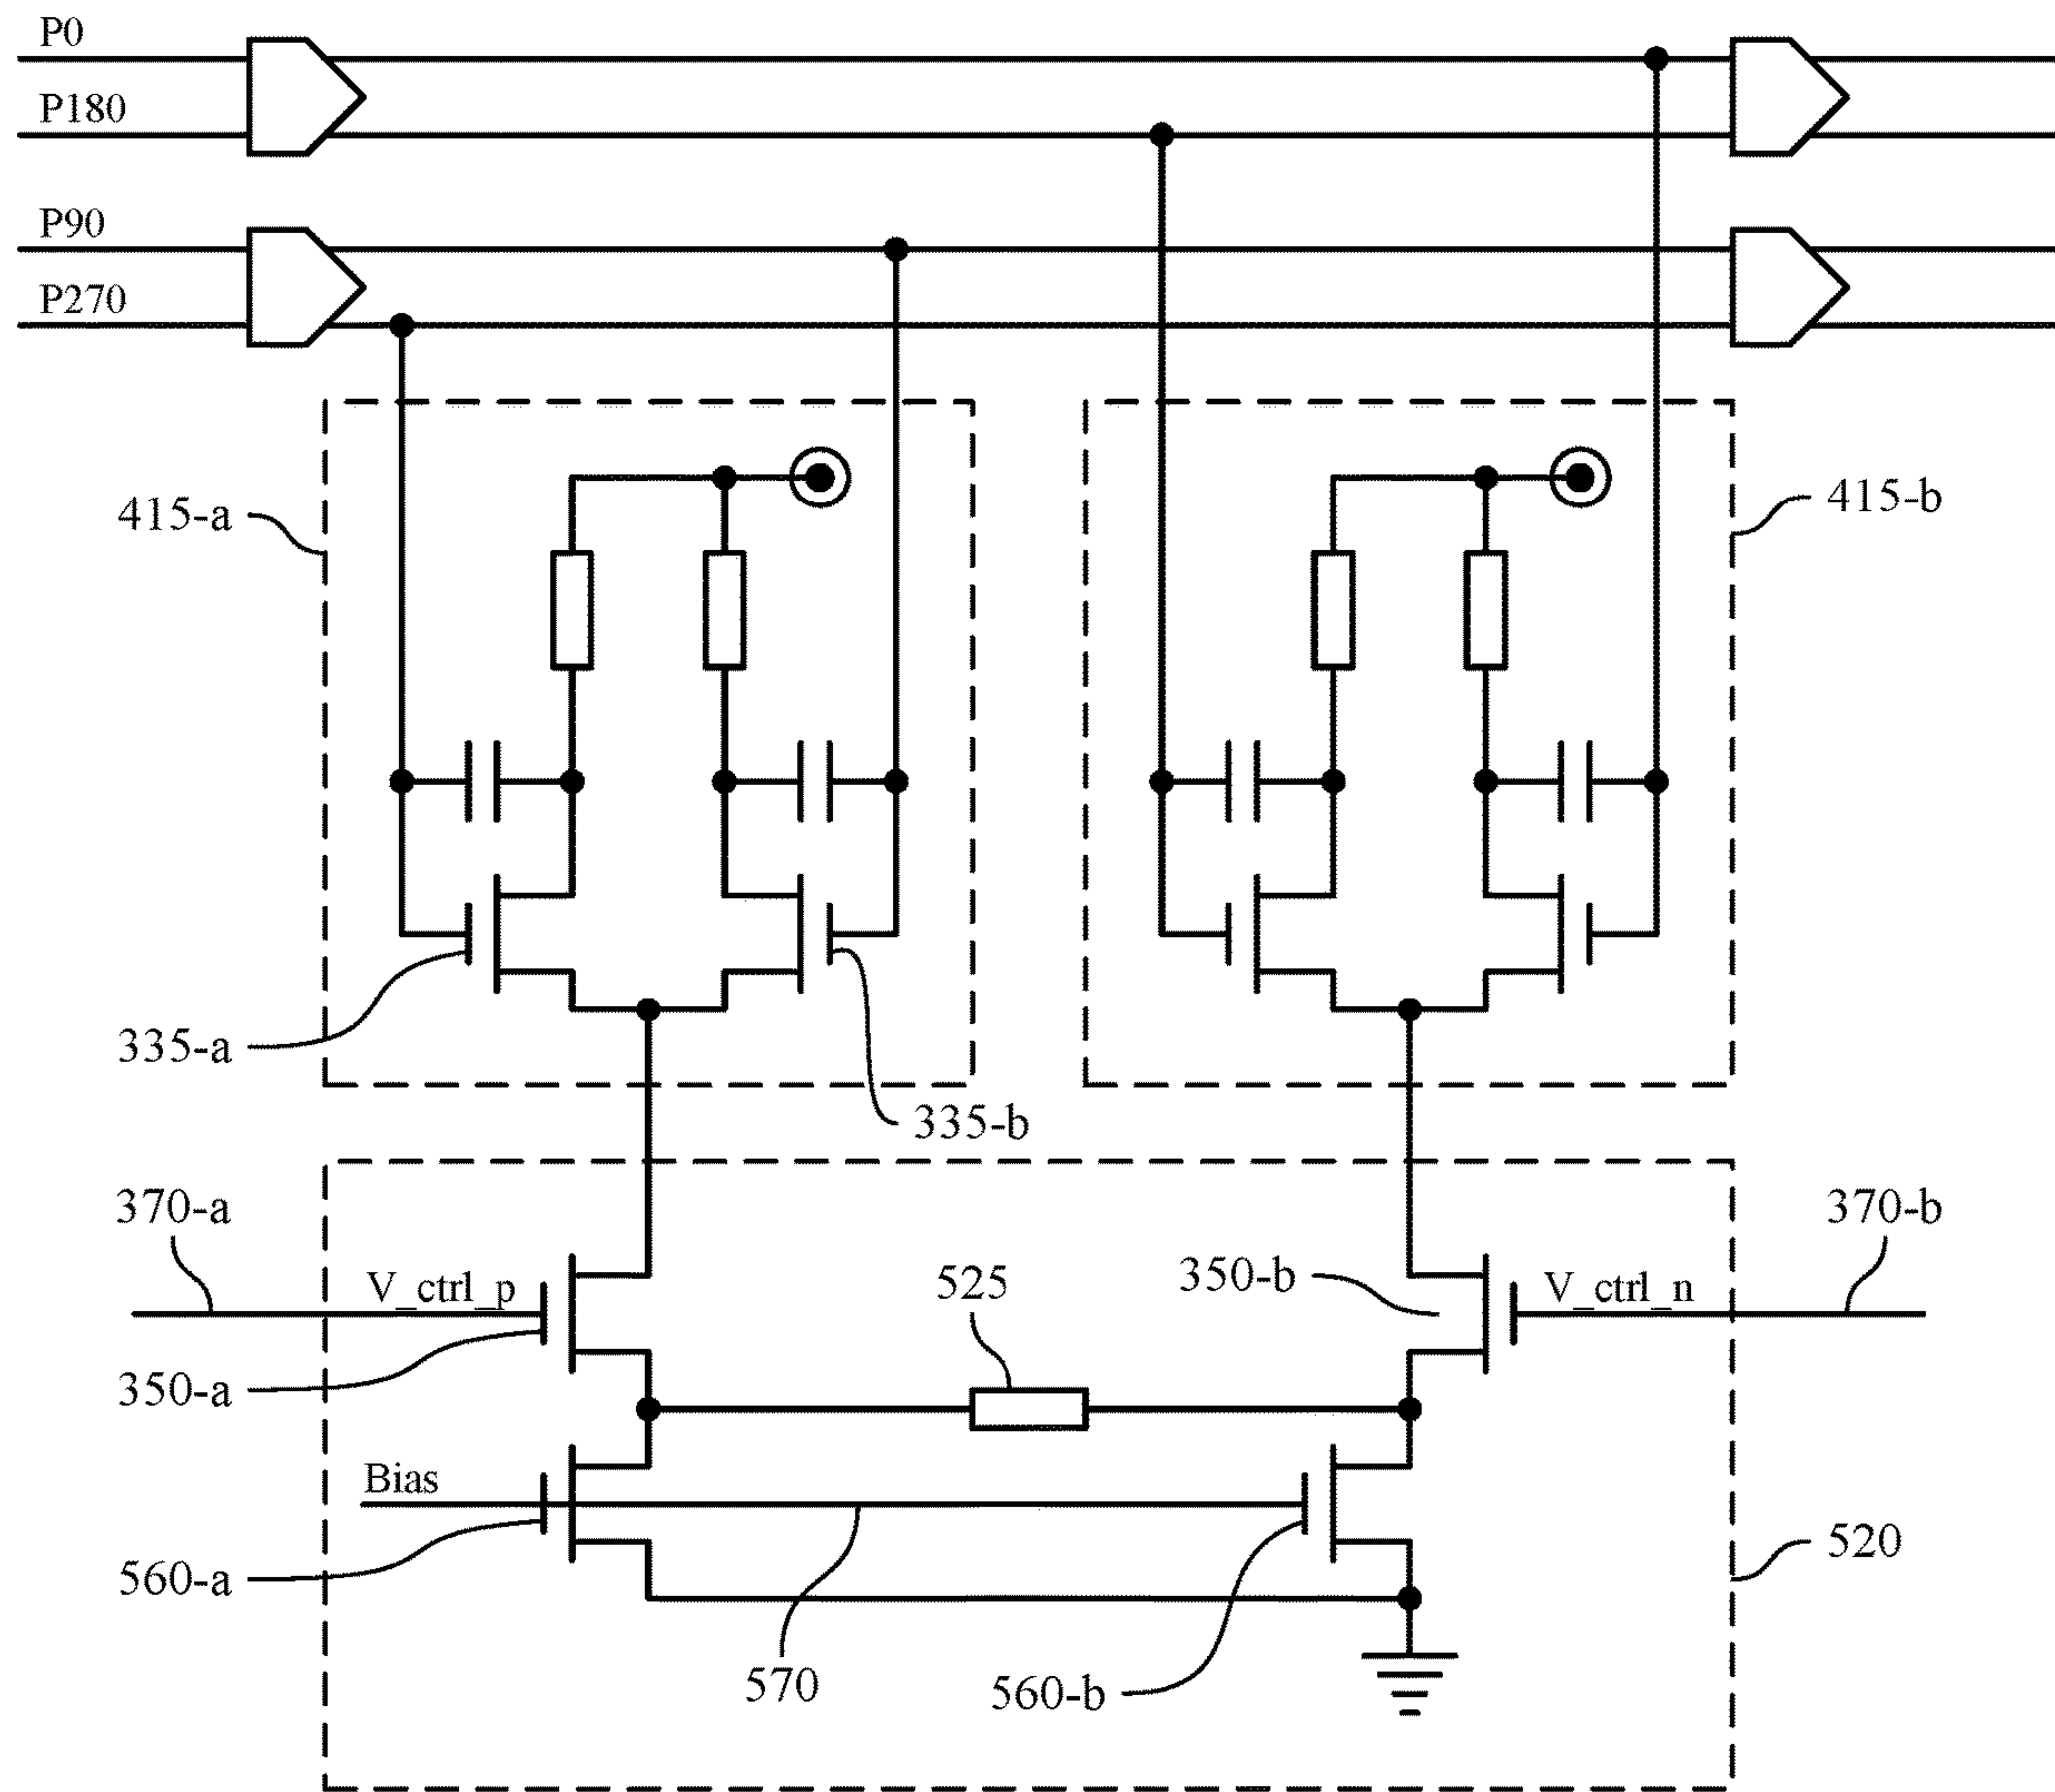 P0
P180
P90
P270
415-a
415-b
335-a
335-b
370-a
370-b
V_ctrl_p
525
350-b
V_ctrl_n
350-a
Bias
560-a
520
570
560-b